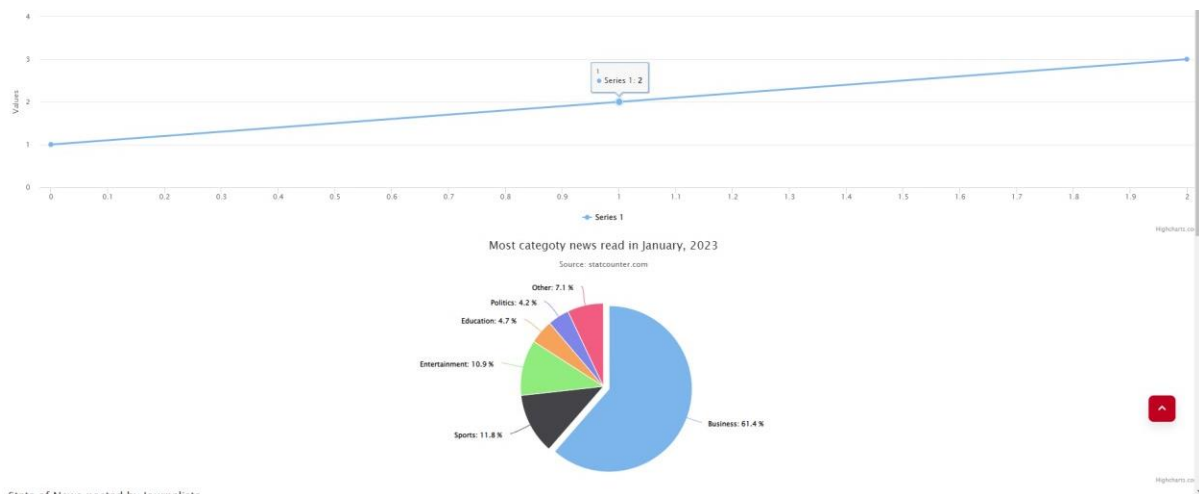 4
3
2
1
0
Values
1
Series 1: 2
0 0.1 0.2 0.3 0.4 0.5 0.6 0.7 0.8 0.9 1 1.1 1.2 1.3 1.4 1.5 1.6 1.7 1.8 1.9 2
Series 1
Highcharts.co
Most categoty news read in January, 2023
Source: statcounter.com
Other: 7.1 %
Politics: 4.2 %
Education: 4.7 %
Entertainment: 10.9 %
Sports: 11.8 %
Business: 61.4 %
Highcharts.co